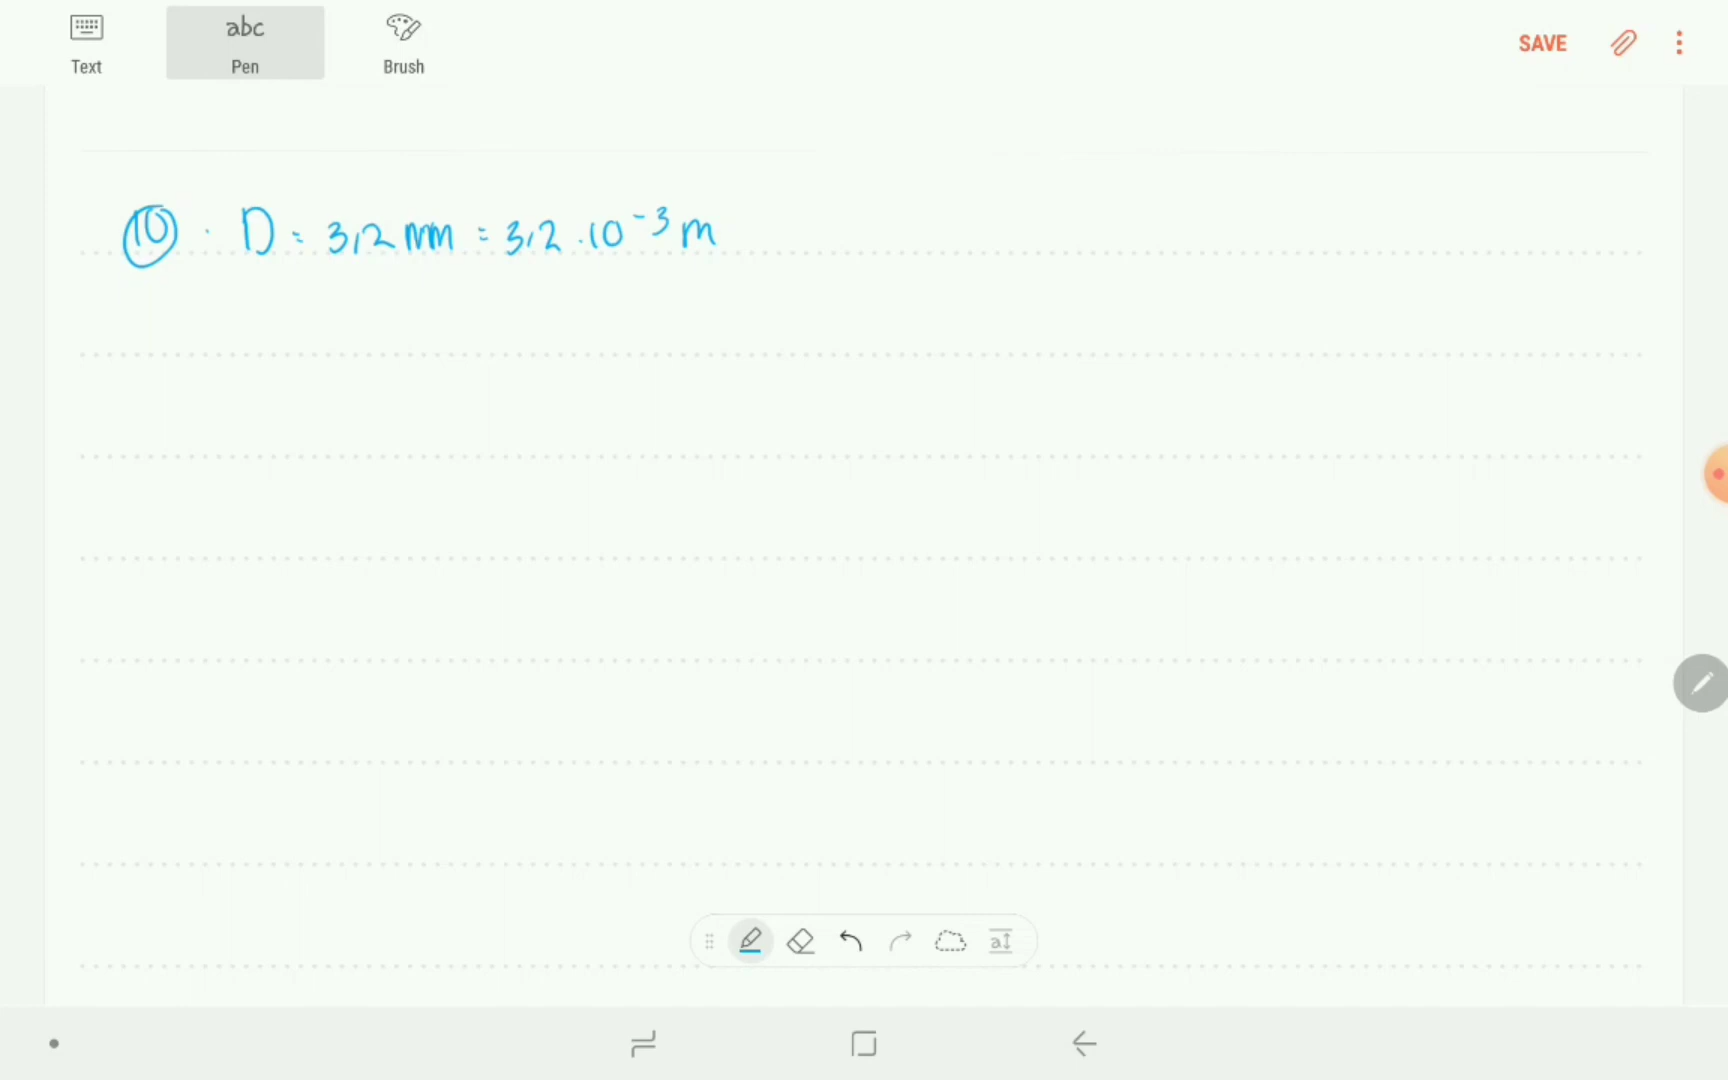 Text
abc
Pen
Brush
SAVE
10 · D = 3,2 mm = 3,2 · 10⁻³ m
a